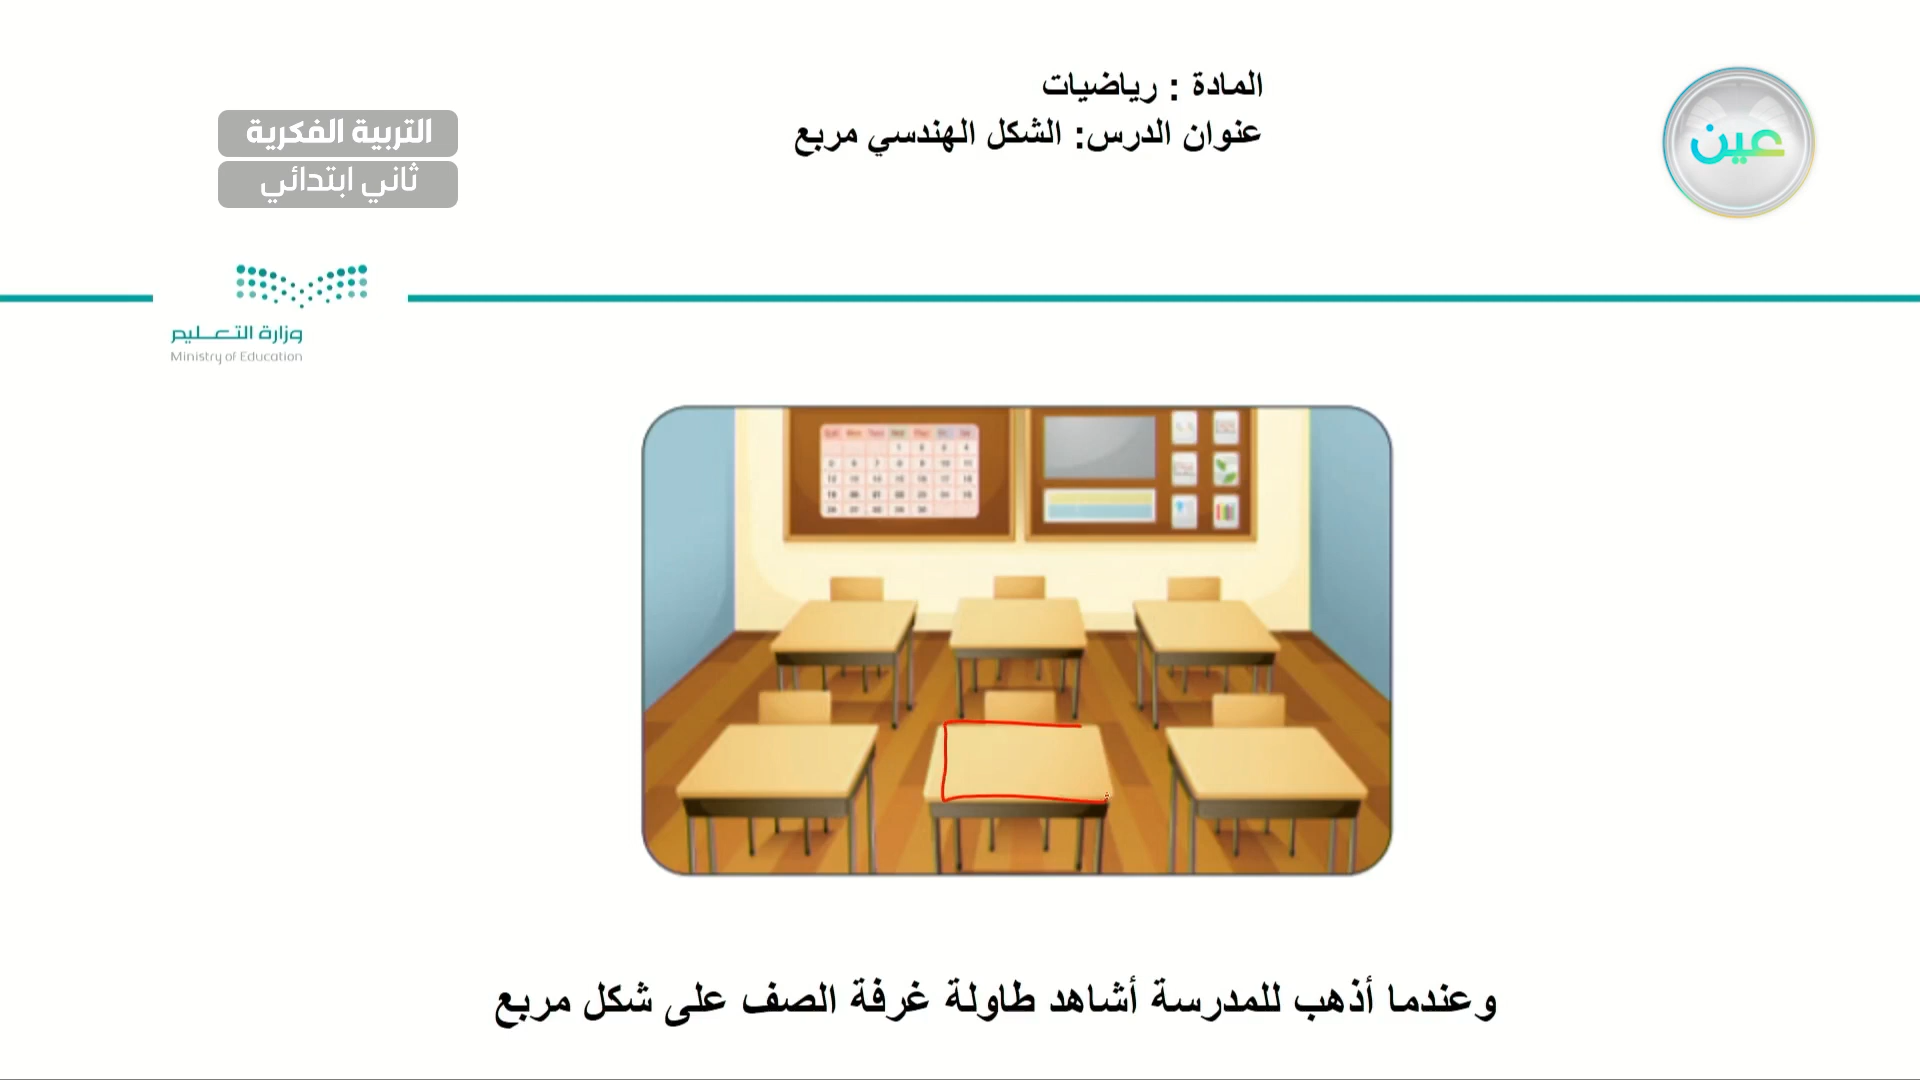 المادة : رياضيات
عنوان الدرس: الشكل الهندسي مربع
عين
التربية الفكرية
ثاني ابتدائي
وزارة التعليم
Ministry of Education
وعندما أذهب للمدرسة أشاهد طاولة غرفة الصف على شكل مربع